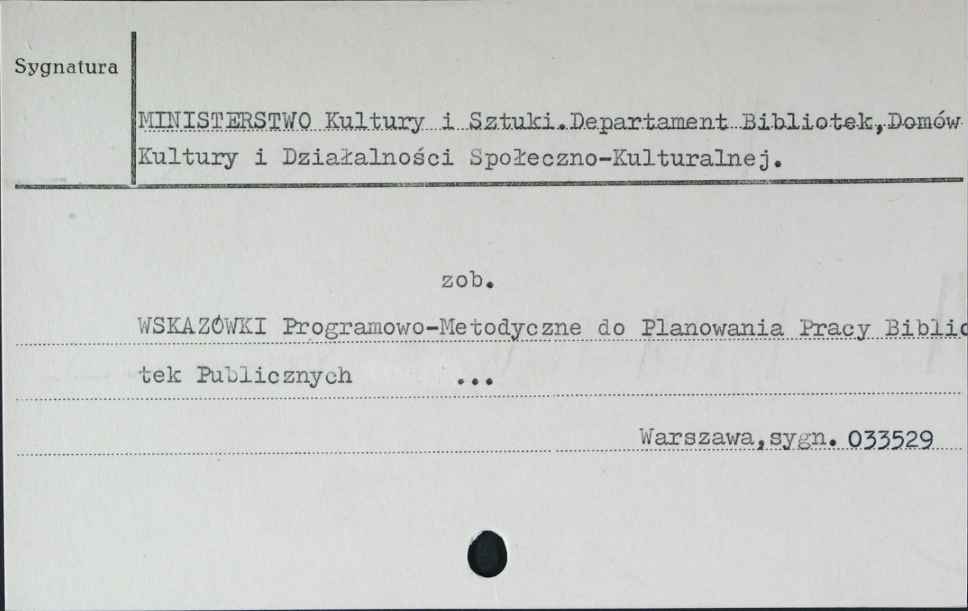 Sygnatura
MINISTERSTWO Kultury i Sztuki.Departament Bibliotek,Domów
Kultury i Działalności Społeczno-Kulturalnej.
zob.
WSKAZÓWKI Programowo-Metodyczne do Planowania Pracy Biblio
tek Publicznych ...
Warszawa,sygn. 033529